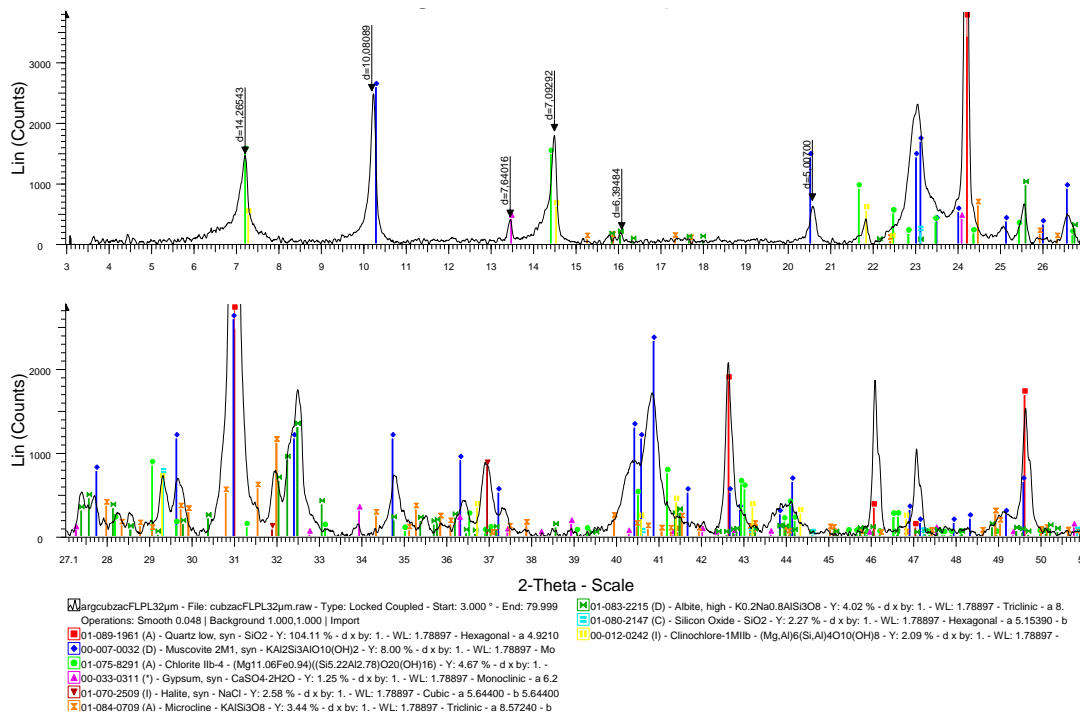 Lin (Counts)
3000
2000
1000
0
d=14.26543
d=10.08089
d=7.64016
d=7.09292
d=6.39484
d=5.00700
3 4 5 6 7 8 9 10 11 12 13 14 15 16 17 18 19 20 21 22 23 24 25 26
Lin (Counts)
2000
1000
0
27.1 28 29 30 31 32 33 34 35 36 37 38 39 40 41 42 43 44 45 46 47 48 49 50 5
2-Theta - Scale
argcubzacFLPL32µm - File: cubzacFLPL32µm.raw - Type: Locked Coupled - Start: 3.000 ° - End: 79.999
Operations: Smooth 0.048 | Background 1.000,1.000 | Import
01-089-1961 (A) - Quartz low, syn - SiO2 - Y: 104.11 % - d x by: 1. - WL: 1.78897 - Hexagonal - a 4.9210
00-007-0032 (D) - Muscovite 2M1, syn - KAl2Si3AlO10(OH)2 - Y: 8.00 % - d x by: 1. - WL: 1.78897 - Mo
01-075-8291 (A) - Chlorite IIb-4 - (Mg11.06Fe0.94)((Si5.22Al2.78)O20(OH)16) - Y: 4.67 % - d x by: 1. -
00-033-0311 (*) - Gypsum, syn - CaSO4·2H2O - Y: 1.25 % - d x by: 1. - WL: 1.78897 - Monoclinic - a 6.2
01-070-2509 (I) - Halite, syn - NaCl - Y: 2.58 % - d x by: 1. - WL: 1.78897 - Cubic - a 5.64400 - b 5.64400
01-084-0709 (A) - Microcline - KAlSi3O8 - Y: 3.44 % - d x by: 1. - WL: 1.78897 - Triclinic - a 8.57240 - b
01-083-2215 (D) - Albite, high - K0.2Na0.8AlSi3O8 - Y: 4.02 % - d x by: 1. - WL: 1.78897 - Triclinic - a 8.
01-080-2147 (C) - Silicon Oxide - SiO2 - Y: 2.27 % - d x by: 1. - WL: 1.78897 - Hexagonal - a 5.15390 - b
00-012-0242 (I) - Clinochlore-1MIIb - (Mg,Al)6(Si,Al)4O10(OH)8 - Y: 2.09 % - d x by: 1. - WL: 1.78897 -